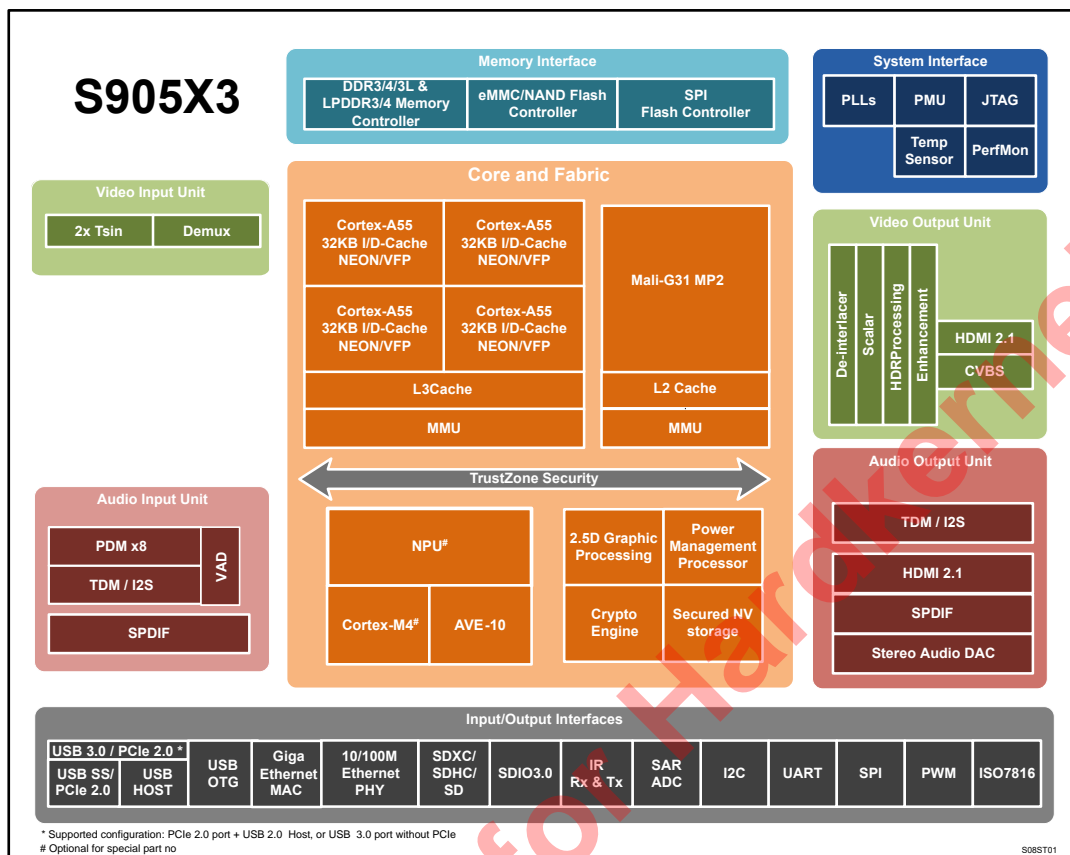 S905X3
Memory Interface
DDR3/4/3L &
LPDDR3/4 Memory
Controller
eMMC/NAND Flash
Controller
SPI
Flash Controller
System Interface
PLLs
PMU
JTAG
Temp
Sensor
PerfMon
Video Input Unit
2x Tsin
Demux
Core and Fabric
Cortex-A55
32KB I/D-Cache
NEON/VFP
Cortex-A55
32KB I/D-Cache
NEON/VFP
Cortex-A55
32KB I/D-Cache
NEON/VFP
Cortex-A55
32KB I/D-Cache
NEON/VFP
L3Cache
MMU
Mali-G31 MP2
L2 Cache
MMU
Video Output Unit
De-interlacer
Scalar
HDRProcessing
Enhancement
HDMI 2.1
CVBS
TrustZone Security
Audio Input Unit
PDM x8
TDM / I2S
VAD
SPDIF
NPU#
Cortex-M4#
AVE-10
2.5D Graphic
Processing
Power
Management
Processor
Crypto
Engine
Secured NV
storage
Audio Output Unit
TDM / I2S
HDMI 2.1
SPDIF
Stereo Audio DAC
Input/Output Interfaces
USB 3.0 / PCIe 2.0 *
USB SS/
PCIe 2.0
USB
HOST
USB
OTG
Giga
Ethernet
MAC
10/100M
Ethernet
PHY
SDXC/
SDHC/
SD
SDIO3.0
IR
Rx & Tx
SAR
ADC
I2C
UART
SPI
PWM
ISO7816
* Supported configuration: PCIe 2.0 port + USB 2.0 Host, or USB 3.0 port without PCIe
# Optional for special part no
S08ST01
for Hardkernel